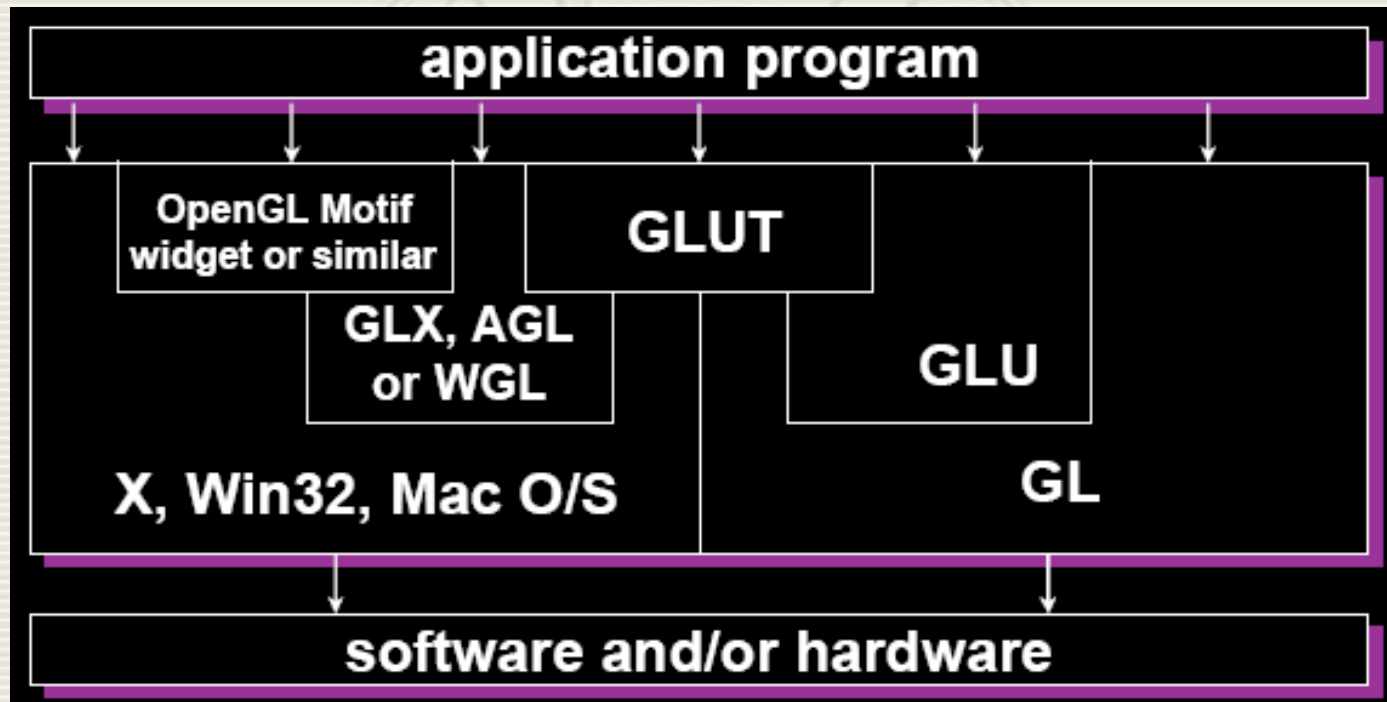 application program
OpenGL Motif
widget or similar
GLUT
GLX, AGL
or WGL
GLU
X, Win32, Mac O/S
GL
software and/or hardware